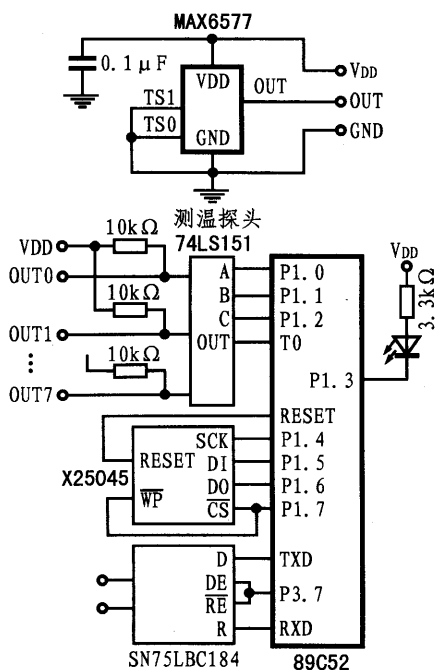 MAX6577
0.1μF
VDD
OUT
VDD
TS1
TS0
OUT
GND
GND
测温探头
10kΩ
74LS151
VDD
VDD
OUT0
A
P1.0
10kΩ
B
P1.1
C
P1.2
3.3kΩ
OUT1
OUT
T0
10kΩ
OUT7
P1.3
RESET
SCK
P1.4
RESET
DI
P1.5
X25045
DO
P1.6
WP
CS
P1.7
D
TXD
DE
P3.7
RE
R
RXD
SN75LBC184
89C52